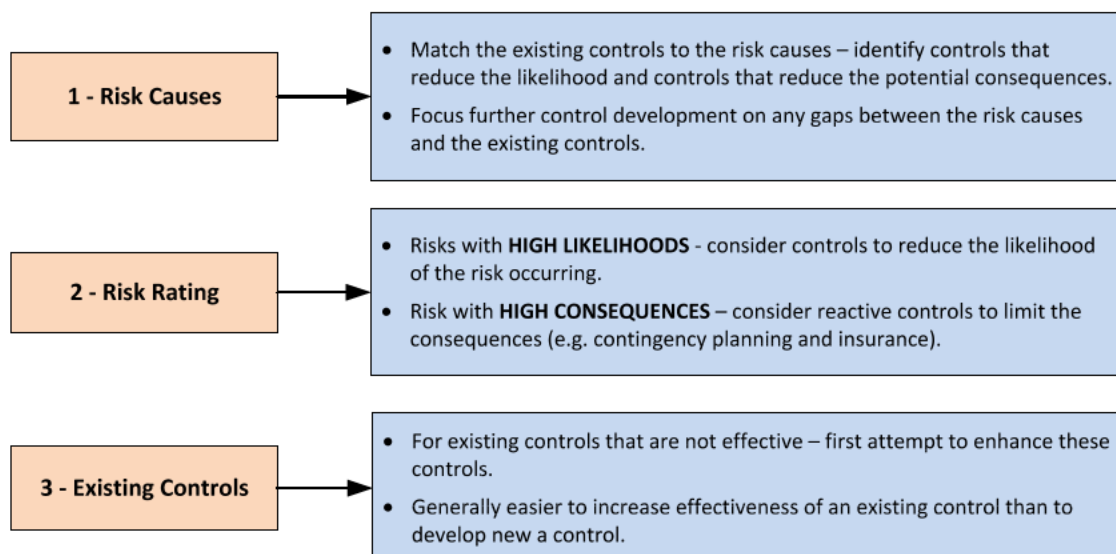 1 - Risk Causes
• Match the existing controls to the risk causes – identify controls that
reduce the likelihood and controls that reduce the potential consequences.
• Focus further control development on any gaps between the risk causes
and the existing controls.
2 - Risk Rating
• Risks with HIGH LIKELIHOODS - consider controls to reduce the likelihood
of the risk occurring.
• Risk with HIGH CONSEQUENCES – consider reactive controls to limit the
consequences (e.g. contingency planning and insurance).
3 - Existing Controls
• For existing controls that are not effective – first attempt to enhance these
controls.
• Generally easier to increase effectiveness of an existing control than to
develop new a control.